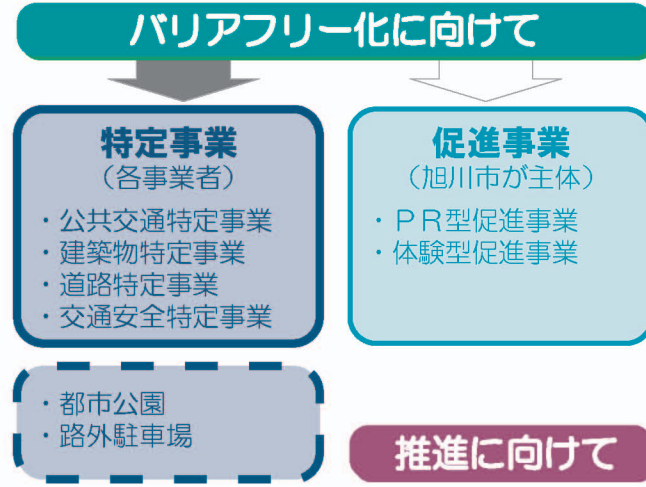 バリアフリー化に向けて
特定事業
（各事業者）
・公共交通特定事業
・建築物特定事業
・道路特定事業
・交通安全特定事業
・都市公園
・路外駐車場
促進事業
（旭川市が主体）
・ＰＲ型促進事業
・体験型促進事業
推進に向けて